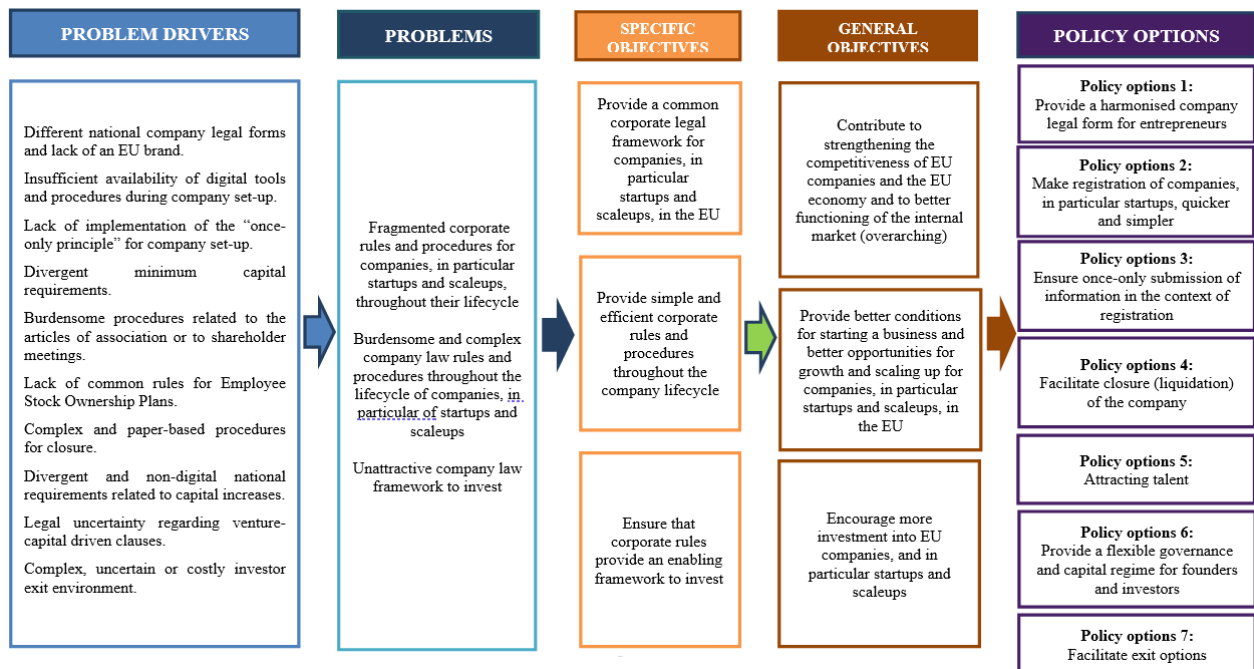 PROBLEM DRIVERS
Different national company legal forms
and lack of an EU brand.
Insufficient availability of digital tools
and procedures during company set-up.
Lack of implementation of the “once-
only principle” for company set-up.
Divergent minimum capital
requirements.
Burdensome procedures related to the
articles of association or to shareholder
meetings.
Lack of common rules for Employee
Stock Ownership Plans.
Complex and paper-based procedures
for closure.
Divergent and non-digital national
requirements related to capital increases.
Legal uncertainty regarding venture-
capital driven clauses.
Complex, uncertain or costly investor
exit environment.
PROBLEMS
Fragmented corporate
rules and procedures for
companies, in particular
startups and scaleups,
throughout their lifecycle
Burdensome and complex
company law rules and
procedures throughout the
lifecycle of companies, in
particular of startups and
scaleups
Unattractive company law
framework to invest
SPECIFIC
OBJECTIVES
Provide a common
corporate legal
framework for
companies, in
particular
startups and
scaleups, in the EU
Provide simple and
efficient corporate
rules and
procedures
throughout the
company lifecycle
Ensure that
corporate rules
provide an enabling
framework to invest
GENERAL
OBJECTIVES
Contribute to
strengthening the
competitiveness of EU
companies and the EU
economy and to better
functioning of the internal
market (overarching)
Provide better conditions
for starting a business and
better opportunities for
growth and scaling up for
companies, in particular
startups and scaleups, in
the EU
Encourage more
investment into EU
companies, and in
particular startups and
scaleups
POLICY OPTIONS
Policy options 1:
Provide a harmonised company
legal form for entrepreneurs
Policy options 2:
Make registration of companies,
in particular startups, quicker
and simpler
Policy options 3:
Ensure once-only submission of
information in the context of
registration
Policy options 4:
Facilitate closure (liquidation)
of the company
Policy options 5:
Attracting talent
Policy options 6:
Provide a flexible governance
and capital regime for founders
and investors
Policy options 7:
Facilitate exit options